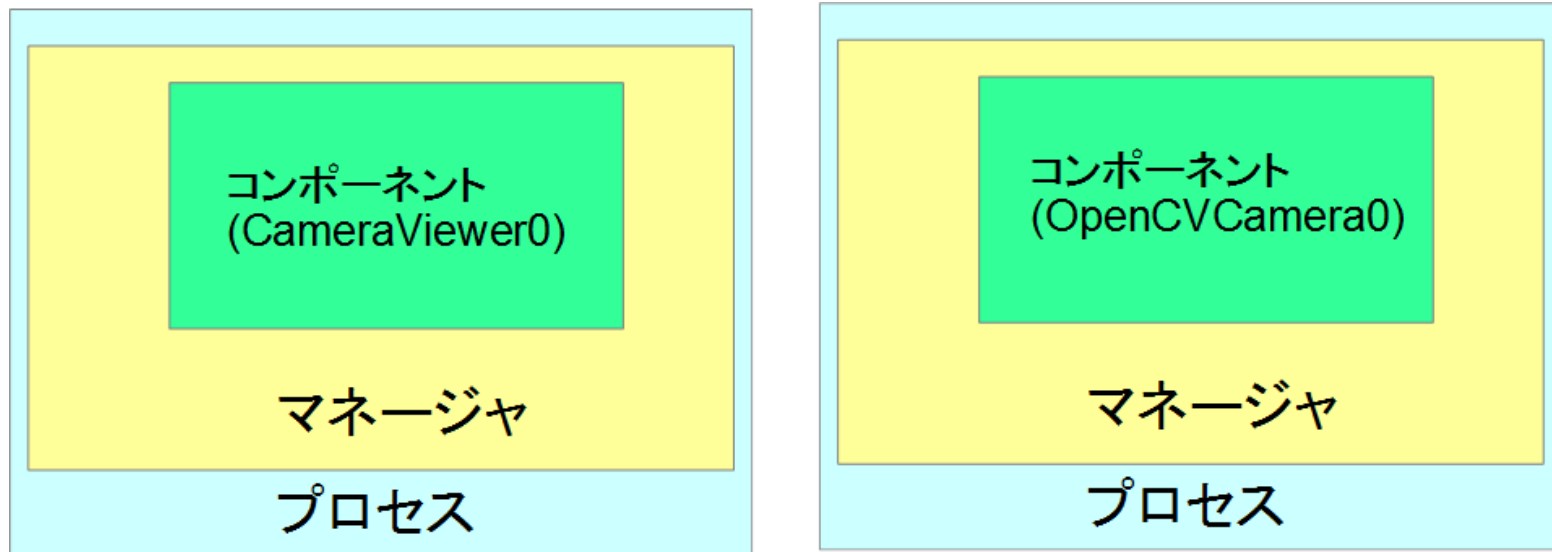 コンポーネント
(CameraViewer0)
マネージャ
プロセス
コンポーネント
(OpenCVCamera0)
マネージャ
プロセス